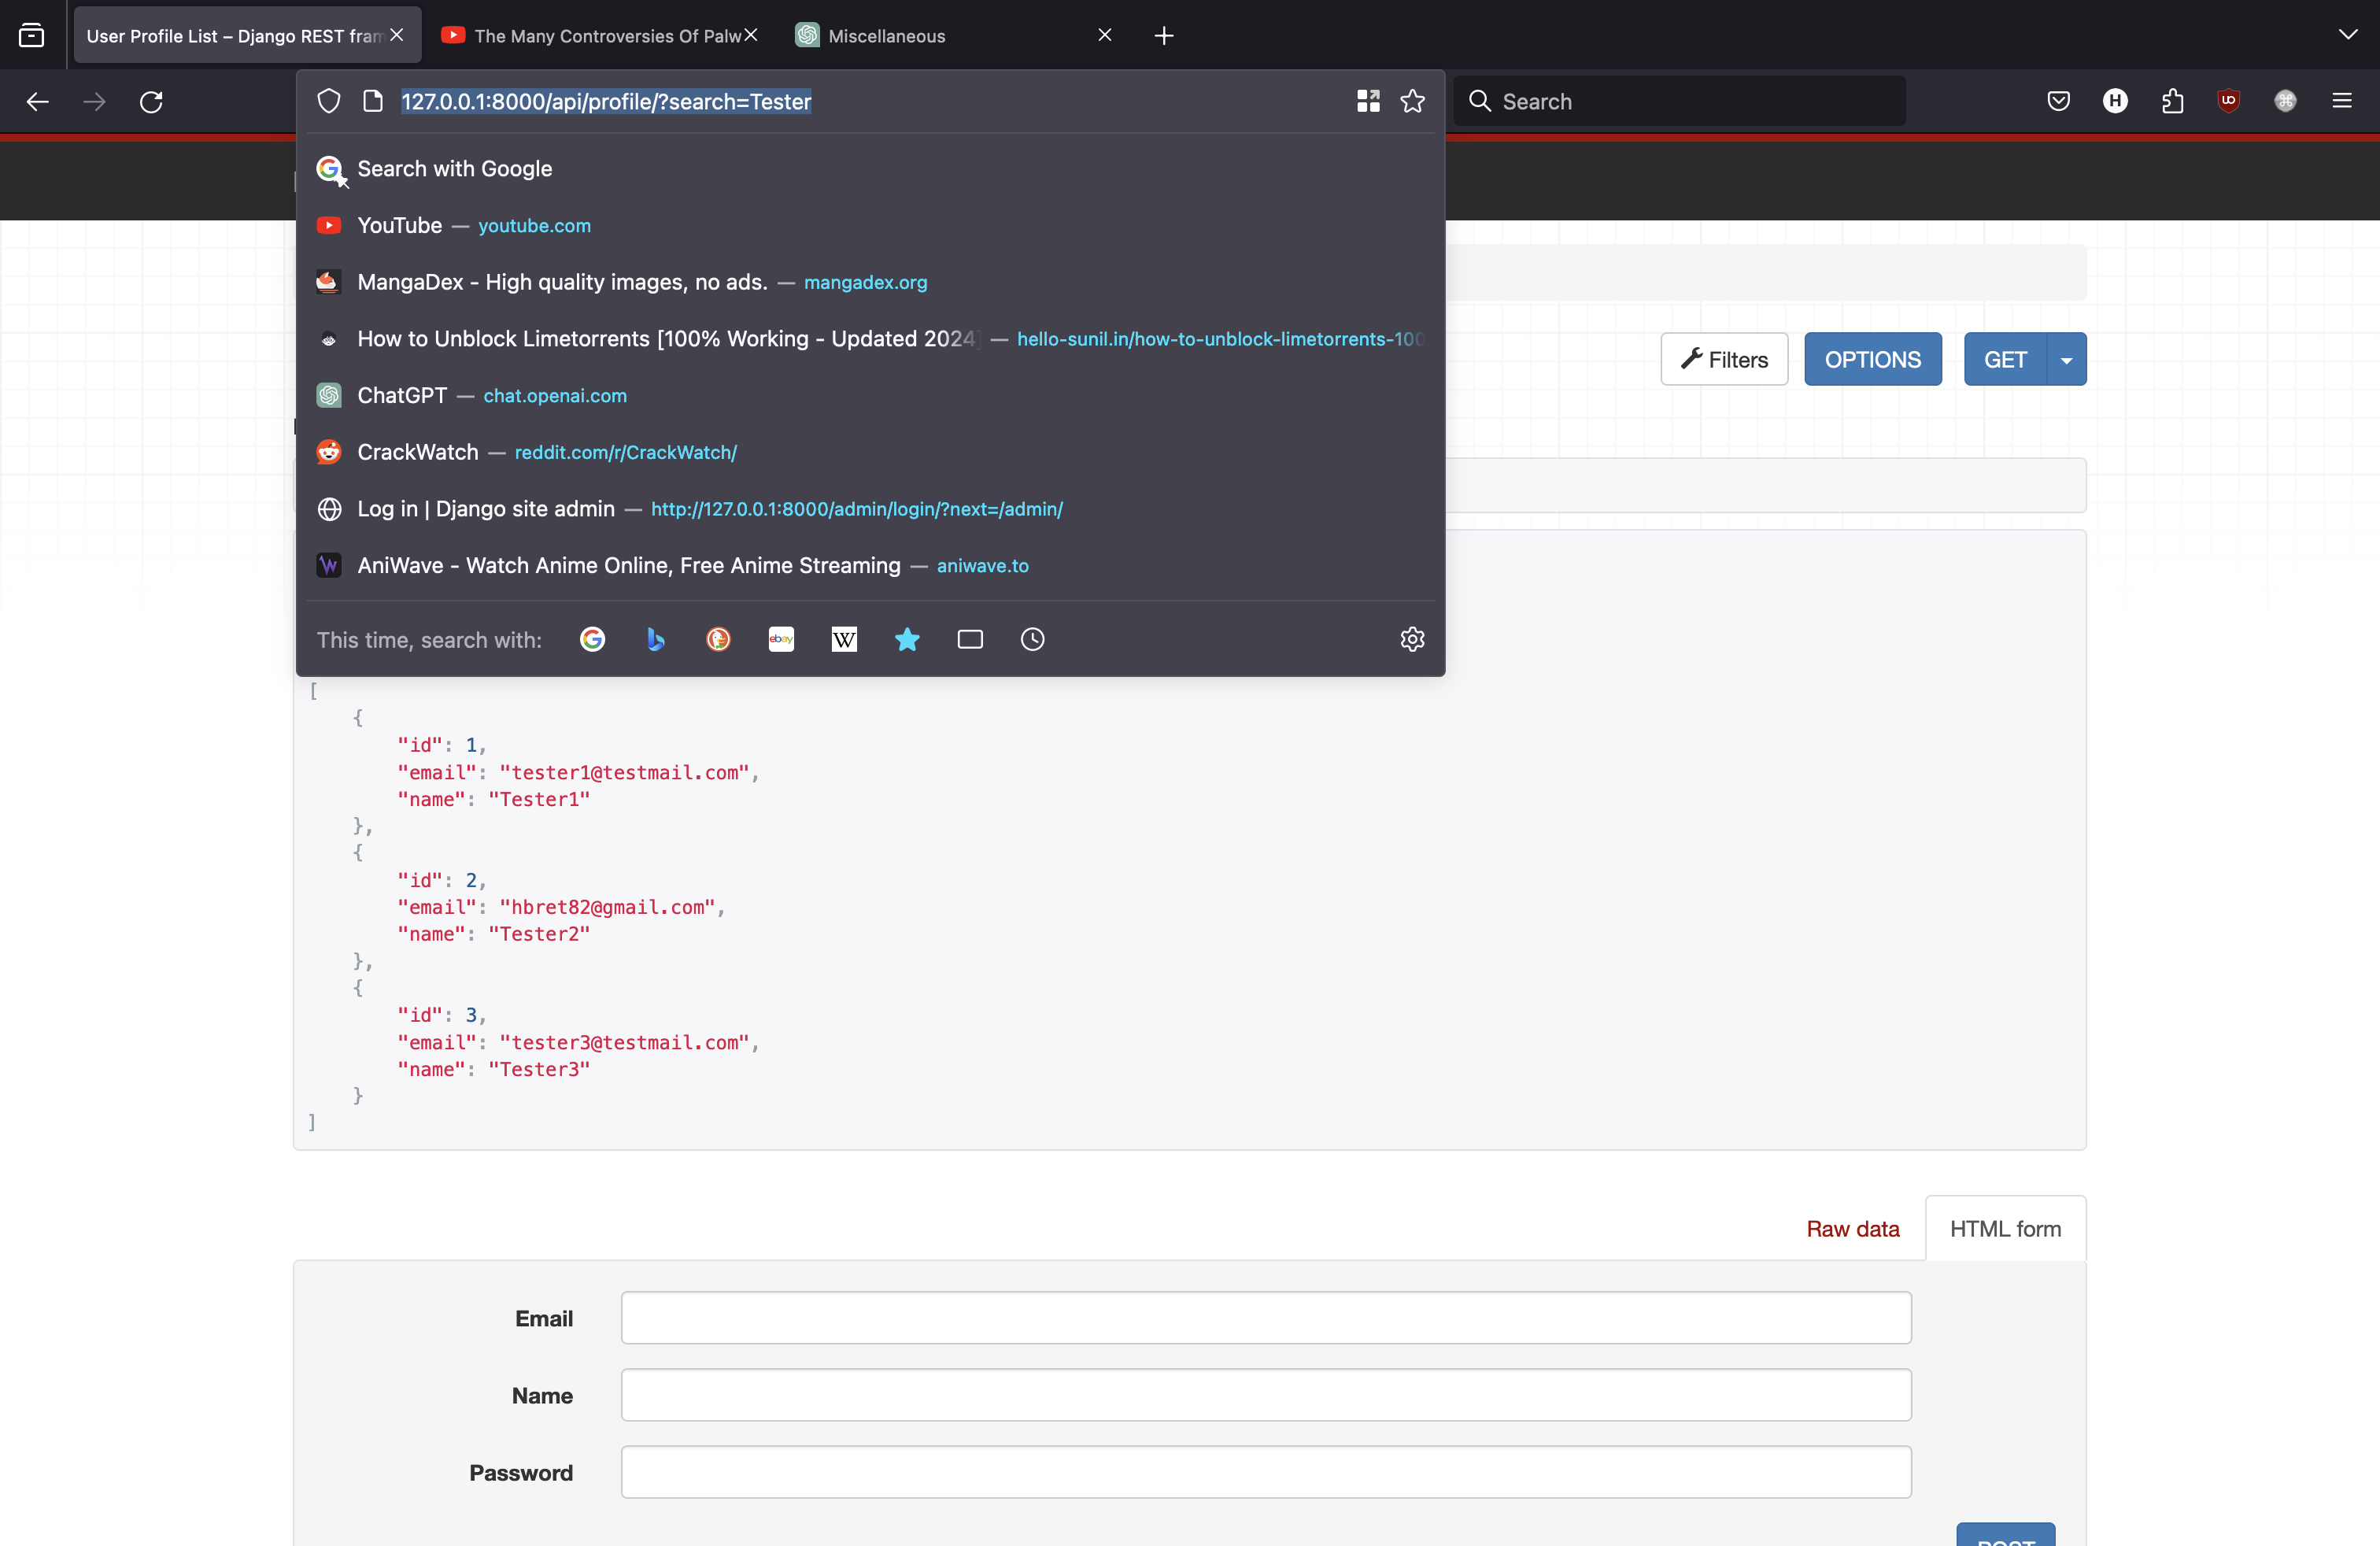 User Profile List – Django REST fram
The Many Controversies Of Palw
Miscellaneous
127.0.0.1:8000/api/profile/?search=Tester
Search
Search with Google
YouTube — youtube.com
MangaDex - High quality images, no ads. — mangadex.org
How to Unblock Limetorrents [100% Working - Updated 2024] — hello-sunil.in/how-to-unblock-limetorrents-100
ChatGPT — chat.openai.com
CrackWatch — reddit.com/r/CrackWatch/
Log in | Django site admin — http://127.0.0.1:8000/admin/login/?next=/admin/
AniWave - Watch Anime Online, Free Anime Streaming — aniwave.to
This time, search with:
ebay
W
H
UO
Filters
OPTIONS
GET
[
{
"id": 1,
"email": "tester1@testmail.com",
"name": "Tester1"
},
{
"id": 2,
"email": "hbret82@gmail.com",
"name": "Tester2"
},
{
"id": 3,
"email": "tester3@testmail.com",
"name": "Tester3"
}
]
Raw data
HTML form
Email
Name
Password
POST